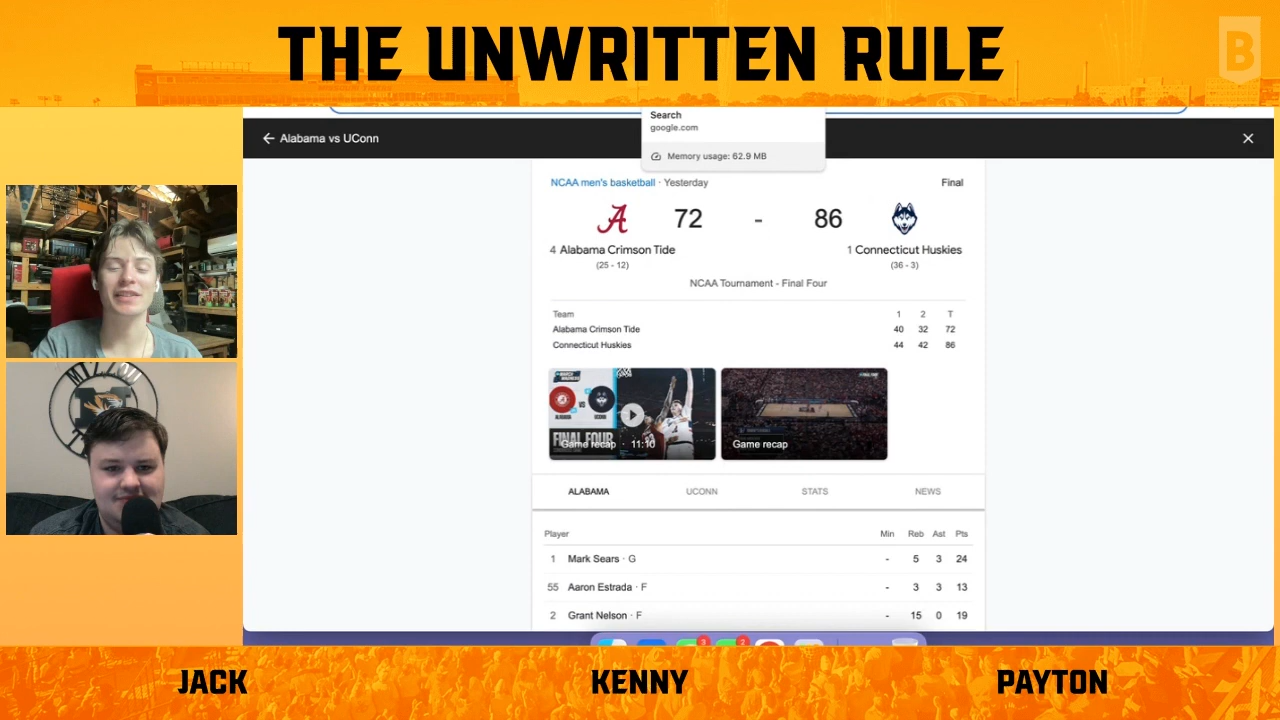 THE UNWRITTEN RULE
B
Search
google.com
Memory usage: 62.9 MB
Alabama vs UConn
NCAA men's basketball · Yesterday
Final
72 - 86
4 Alabama Crimson Tide
(25 - 12)
1 Connecticut Huskies
(36 - 3)
NCAA Tournament - Final Four
Team 1 2 T
Alabama Crimson Tide 40 32 72
Connecticut Huskies 44 42 86
FINAL FOUR
Game recap · 11:10
Game recap
ALABAMA UCONN STATS NEWS
Player Min Reb Ast Pts
1 Mark Sears · G - 5 3 24
55 Aaron Estrada · F - 3 3 13
2 Grant Nelson · F - 15 0 19
MIZZOU
JACK KENNY PAYTON